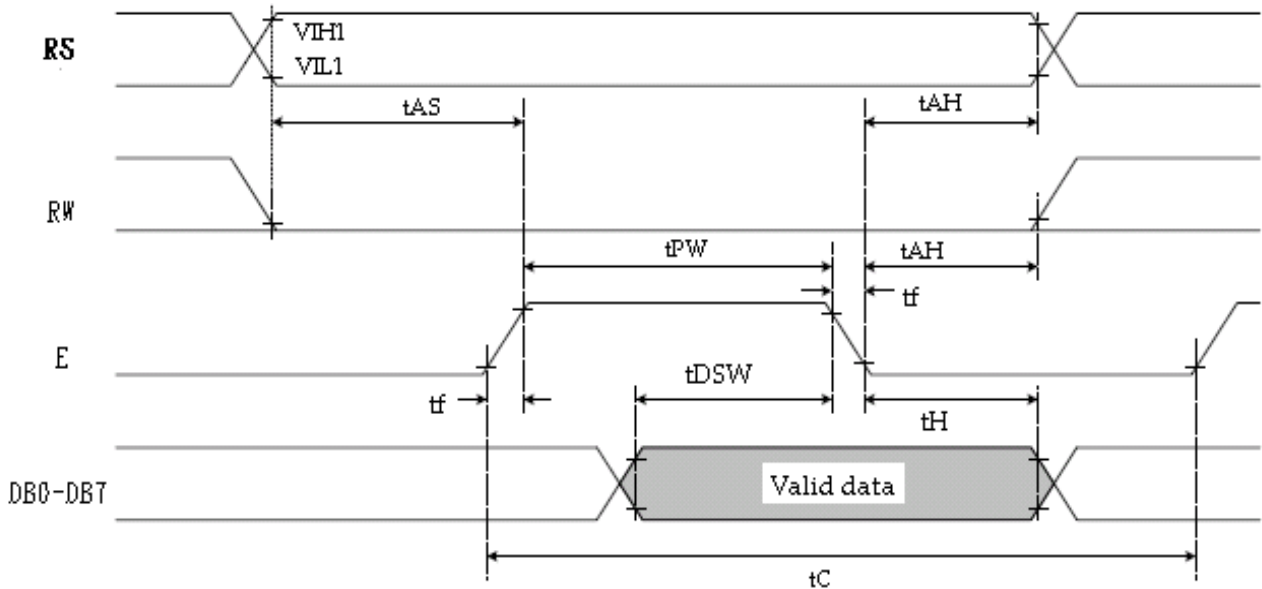 RS
VIH1
VIL1
tAS
tAH
RW
tPW
tAH
tf
E
tDSW
tf
tH
DB0-DB7
Valid data
tC